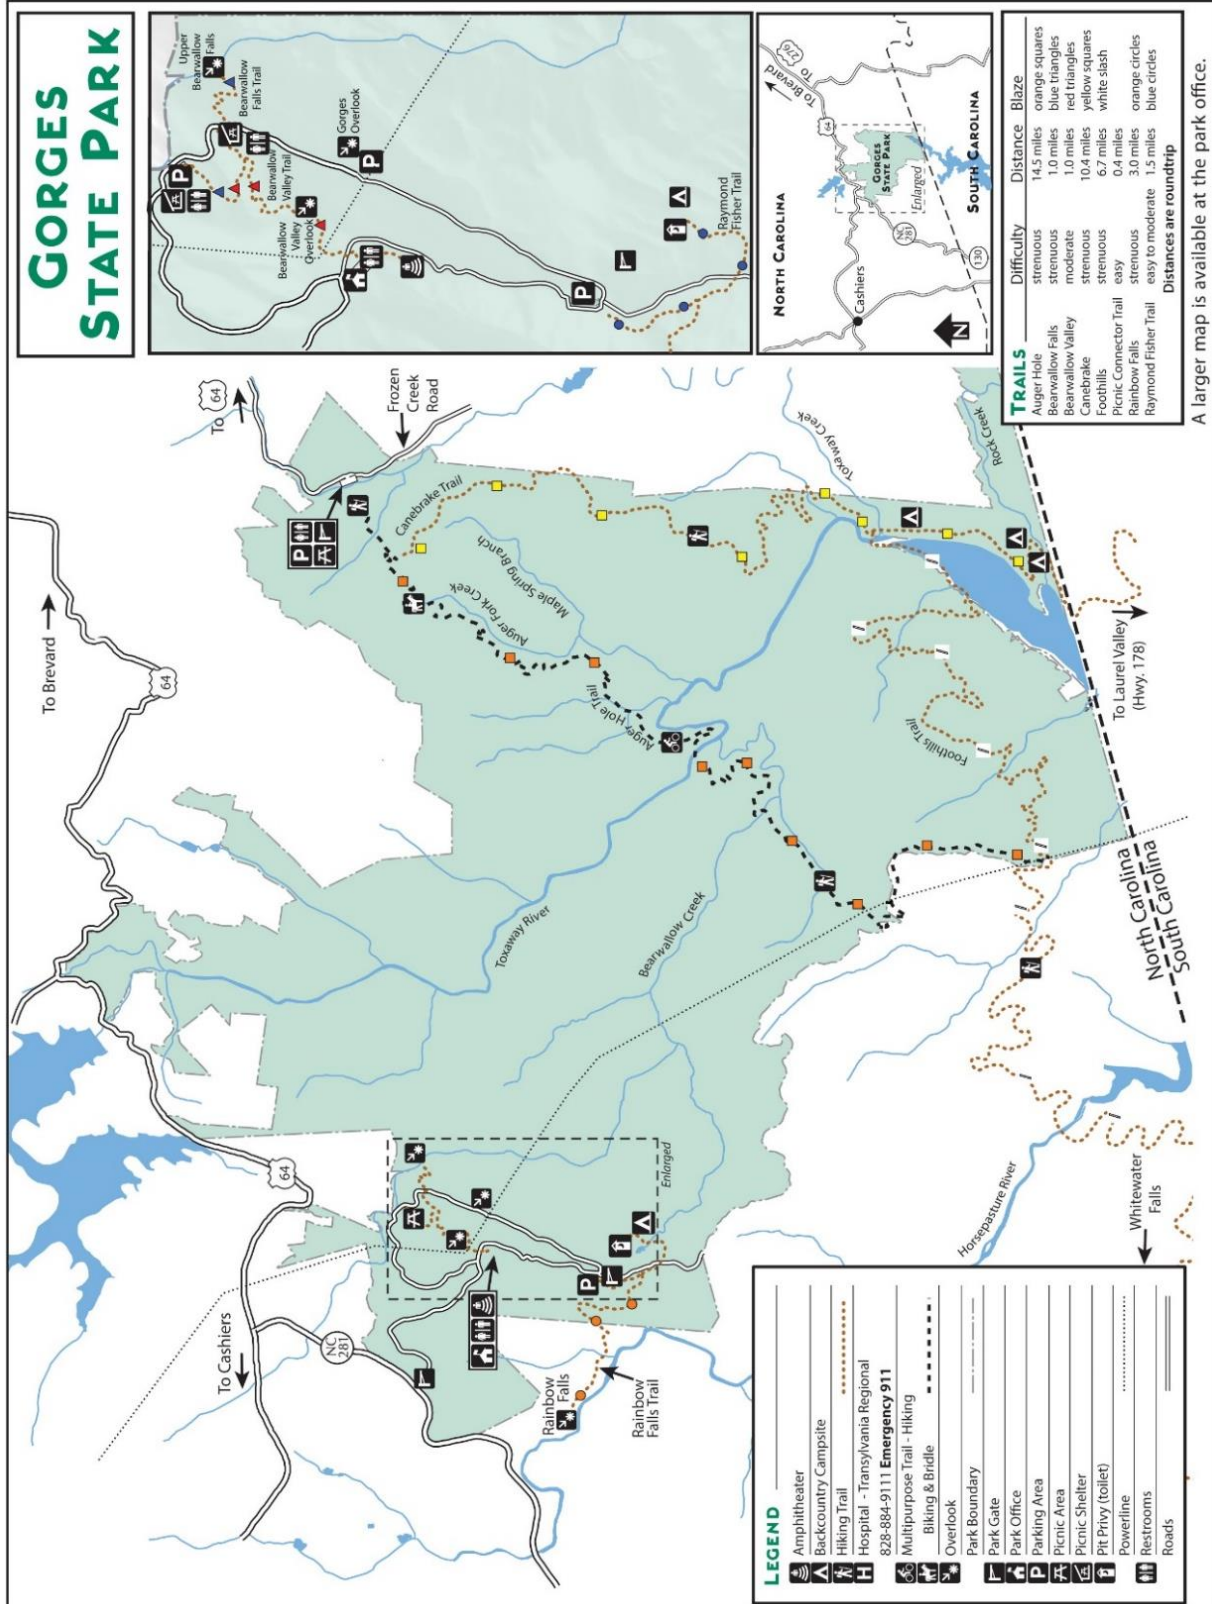 GORGES
STATE PARK
Upper
Bearwallow
Falls
Bearwallow
Falls Trail
Bearwallow
Valley Trail
Bearwallow
Valley
Overlook
Gorges
Overlook
P
P
P
Raymond
Fisher Trail
NORTH CAROLINA
To Brevard
To
276
64
GORGES
STATE PARK
Enlarged
NC
281
Cashiers
130
SOUTH CAROLINA
N
TRAILS
Difficulty Distance Blaze
Auger Hole strenuous 14.5 miles orange squares
Bearwallow Falls strenuous 1.0 miles blue triangles
Bearwallow Valley moderate 1.0 miles red triangles
Canebrake strenuous 10.4 miles yellow squares
Foothills strenuous 6.7 miles white slash
Picnic Connector Trail easy 0.4 miles
Rainbow Falls strenuous 3.0 miles orange circles
Raymond Fisher Trail easy to moderate 1.5 miles blue circles
Distances are roundtrip
A larger map is available at the park office.
To Brevard
64
To 64
Frozen
Creek
Road
P
Canebrake Trail
Maple Spring Branch
Auger Fork Creek
Auger Hole Trail
Toxaway River
Bearwallow Creek
Toxaway Creek
Rock Creek
Foothills Trail
To Laurel Valley
(Hwy. 178)
North Carolina
South Carolina
64
To Cashiers
NC
281
Enlarged
P
Rainbow
Falls
Rainbow
Falls Trail
Horsepasture River
Whitewater
Falls
LEGEND
Amphitheater
Backcountry Campsite
Hiking Trail
H Hospital - Transylvania Regional
828-884-9111 Emergency 911
Multipurpose Trail - Hiking
Biking & Bridle
Overlook
Park Boundary
Park Gate
Park Office
P Parking Area
Picnic Area
Picnic Shelter
Pit Privy (toilet)
Powerline
Restrooms
Roads